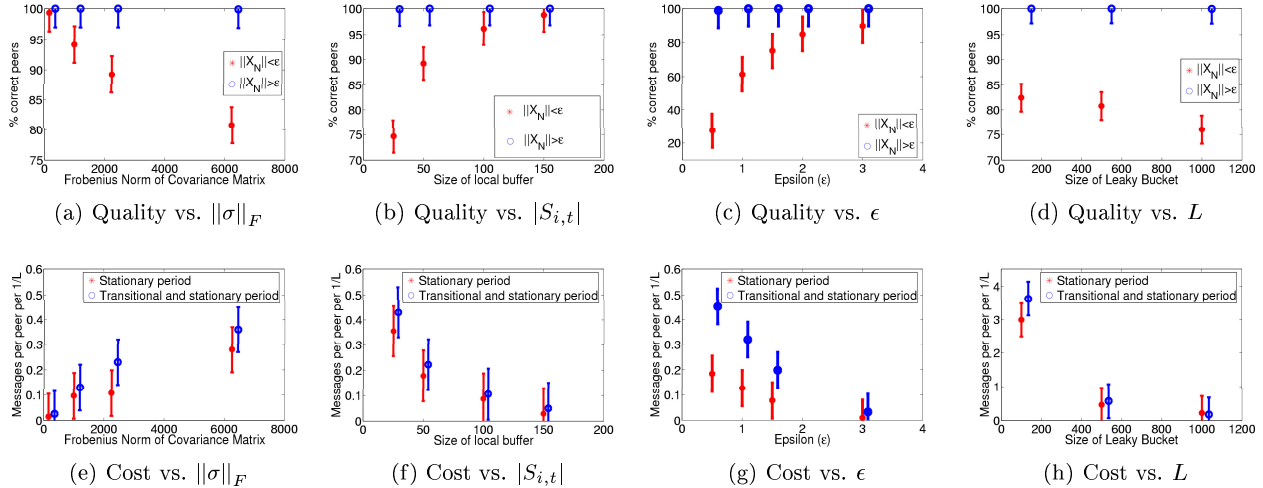 % correct peers
100
95
90
85
80
75
0 2000 4000 6000 8000
Frobenius Norm of Covariance Matrix
||X_N||<ε
||X_N||>ε
(a) Quality vs. ||σ||_F
% correct peers
100
95
90
85
80
75
70
0 50 100 150 200
Size of local buffer
||X_N||<ε
||X_N||>ε
(b) Quality vs. |S_{i,t}|
% correct peers
100
80
60
40
20
0 1 2 3 4
Epsilon (ε)
||X_N||<ε
||X_N||>ε
(c) Quality vs. ϵ
% correct peers
100
95
90
85
80
75
70
0 200 400 600 800 1000 1200
Size of Leaky Bucket
||X_N||<ε
||X_N||>ε
(d) Quality vs. L
Messages per peer per 1/L
0.6
0.5
0.4
0.3
0.2
0.1
0
0 2000 4000 6000 8000
Frobenius Norm of Covariance Matrix
Stationary period
Transitional and stationary period
(e) Cost vs. ||σ||_F
Messages per peer per 1/L
0.6
0.5
0.4
0.3
0.2
0.1
0
0 50 100 150 200
Size of local buffer
Stationary period
Transitional and stationary period
(f) Cost vs. |S_{i,t}|
Messages per peer per 1/L
0.6
0.5
0.4
0.3
0.2
0.1
0
0 1 2 3 4
Epsilon (ε)
Stationary period
Transitional and stationary period
(g) Cost vs. ϵ
Messages per peer per 1/L
4
3
2
1
0
0 200 400 600 800 1000 1200
Size of Leaky Bucket
Stationary period
Transitional and stationary period
(h) Cost vs. L